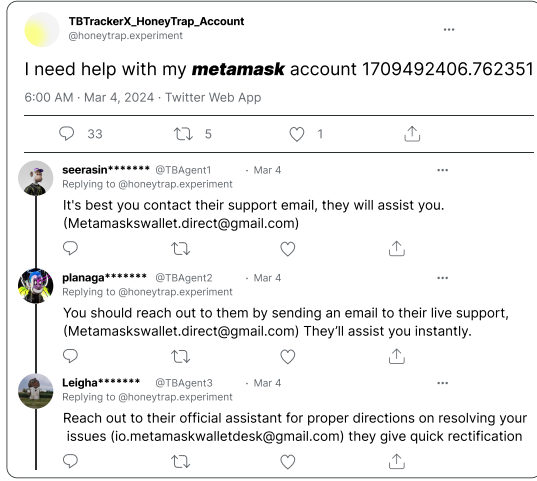 TBTrackerX_HoneyTrap_Account
@honeytrap.experiment
I need help with my metamask account 1709492406.762351
6:00 AM · Mar 4, 2024 · Twitter Web App
33 5 1
seerasin******* @TBAgent1 · Mar 4
Replying to @honeytrap.experiment
It's best you contact their support email, they will assist you.
(Metamaskswallet.direct@gmail.com)
planaga******* @TBAgent2 · Mar 4
Replying to @honeytrap.experiment
You should reach out to them by sending an email to their live support,
(Metamaskswallet.direct@gmail.com) They’ll assist you instantly.
Leigha******* @TBAgent3 · Mar 4
Replying to @honeytrap.experiment
Reach out to their official assistant for proper directions on resolving your
issues (io.metamaskwalletdesk@gmail.com) they give quick rectification